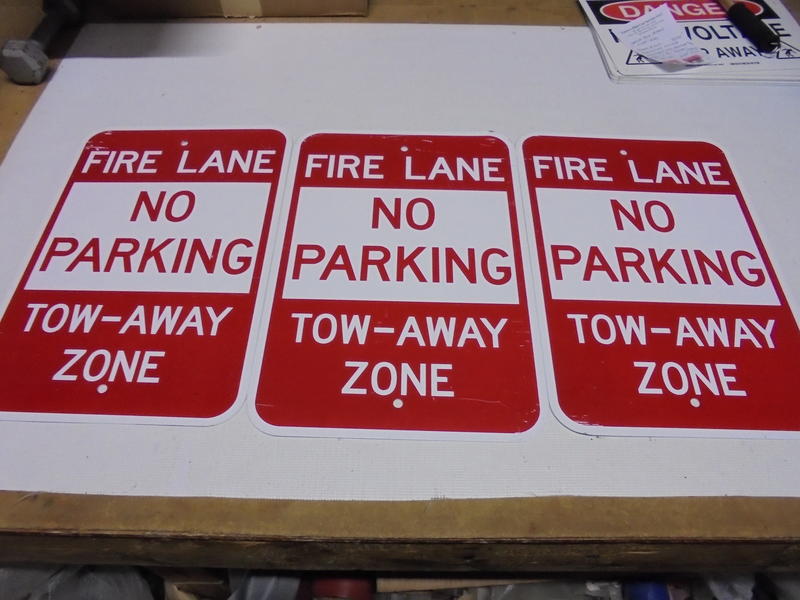 FIRE LANE
NO
PARKING
TOW-AWAY
ZONE
FIRE LANE
NO
PARKING
TOW-AWAY
ZONE
FIRE LANE
NO
PARKING
TOW-AWAY
ZONE
DANGER
AWAY